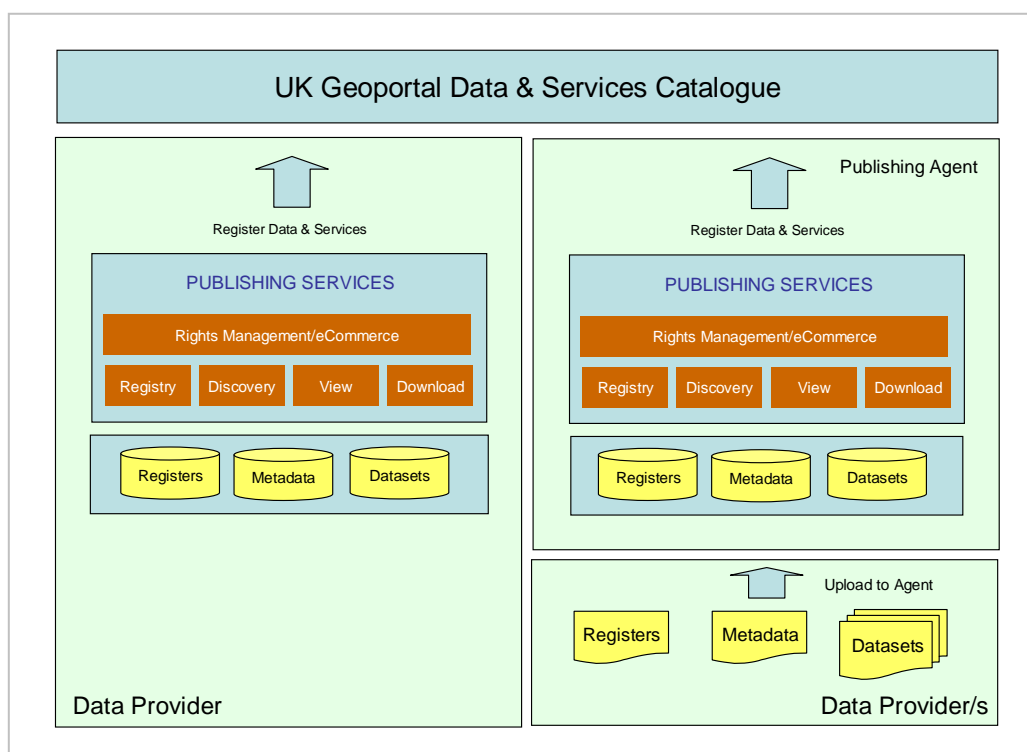 UK Geoportal Data & Services Catalogue
Register Data & Services
PUBLISHING SERVICES
Rights Management/eCommerce
Registry
Discovery
View
Download
Registers
Metadata
Datasets
Data Provider
Publishing Agent
Register Data & Services
PUBLISHING SERVICES
Rights Management/eCommerce
Registry
Discovery
View
Download
Registers
Metadata
Datasets
Upload to Agent
Registers
Metadata
Datasets
Data Provider/s